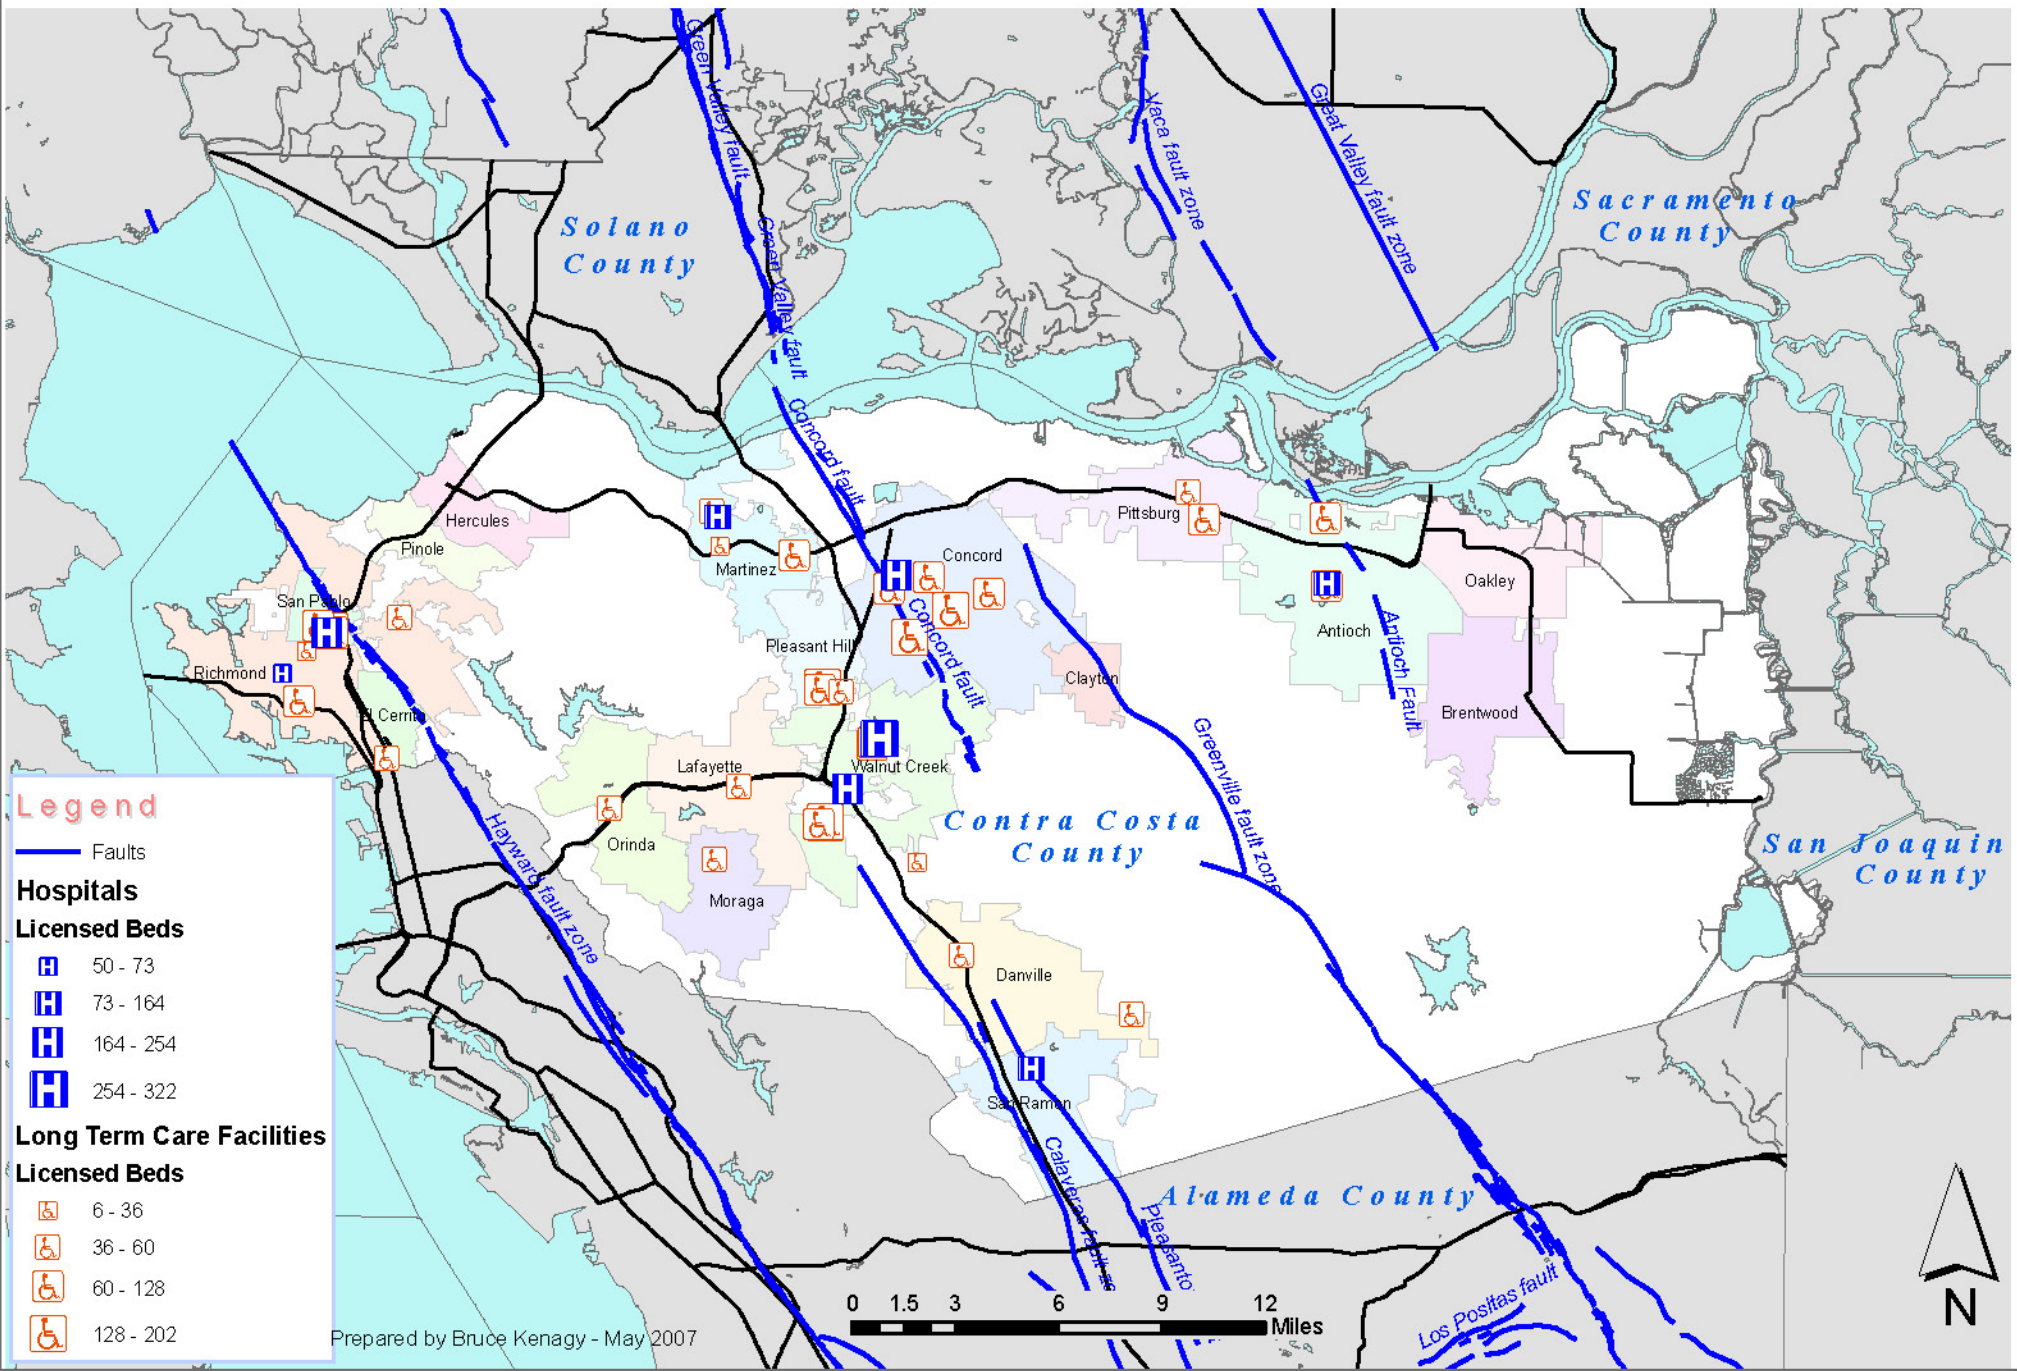 Green Valley fault
Vaca fault zone
Great Valley fault zone
Sacramento
County
Solano
County
Green Valley fault
Concord fault
Hercules
Pinole
Pittsburg
Concord
Martinez
Oakley
San Pablo
Concord fault
Antioch
Antioch Fault
Pleasant Hill
Richmond
Clayton
El Cerrito
Brentwood
Greenville fault zone
Lafayette
Walnut Creek
Contra Costa
County
Orinda
Hayward fault zone
San Joaquin
County
Moraga
Danville
San Ramon
Calaveras fault zo
Pleasanto
Alameda County
Los Positas fault
Legend
Faults
Hospitals
Licensed Beds
H 50 - 73
H 73 - 164
H 164 - 254
H 254 - 322
Long Term Care Facilities
Licensed Beds
6 - 36
36 - 60
60 - 128
128 - 202
Prepared by Bruce Kenagy - May 2007
0 1.5 3 6 9 12
Miles
N
H
H
H
H
H
H
H
H